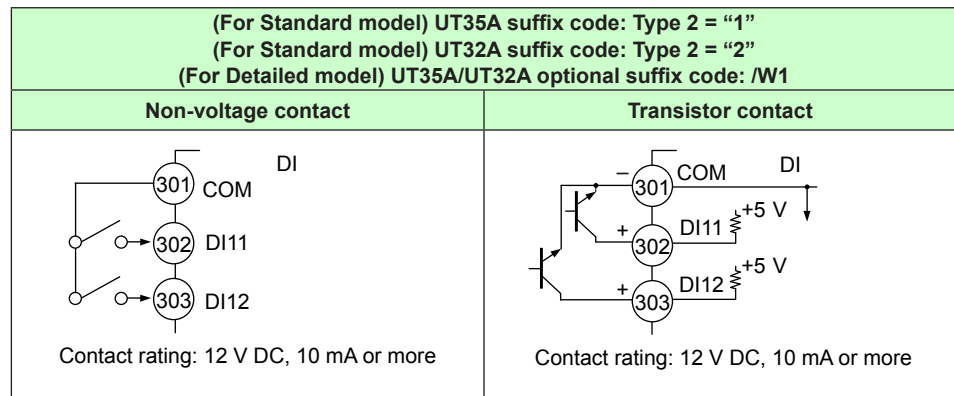 (For Standard model) UT35A suffix code: Type 2 = “1”
(For Standard model) UT32A suffix code: Type 2 = “2”
(For Detailed model) UT35A/UT32A optional suffix code: /W1
Non-voltage contact
DI
301
COM
302
DI11
303
DI12
Contact rating: 12 V DC, 10 mA or more
Transistor contact
–
301
COM
DI
+5 V
+
302
DI11
+5 V
+
303
DI12
Contact rating: 12 V DC, 10 mA or more